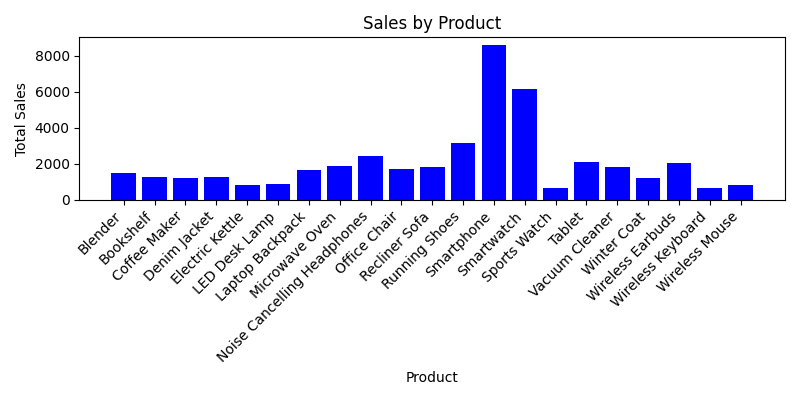 Sales by Product
Total Sales
8000
6000
4000
2000
0
Blender
Bookshelf
Coffee Maker
Denim Jacket
Electric Kettle
LED Desk Lamp
Laptop Backpack
Microwave Oven
Noise Cancelling Headphones
Office Chair
Recliner Sofa
Running Shoes
Smartphone
Smartwatch
Sports Watch
Tablet
Vacuum Cleaner
Winter Coat
Wireless Earbuds
Wireless Keyboard
Wireless Mouse
Product